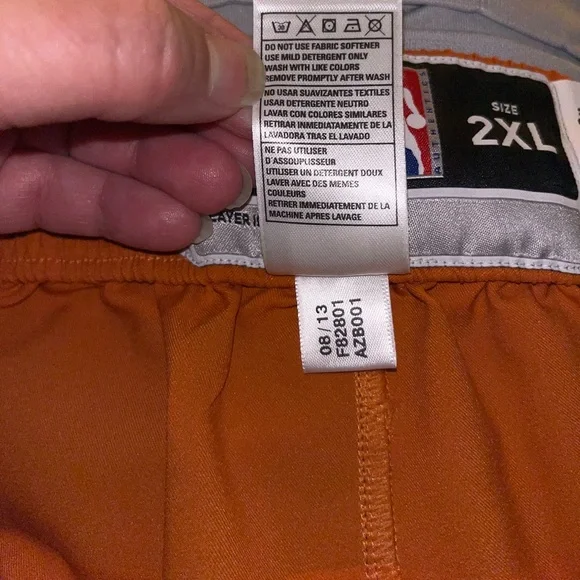 30
DO NOT USE FABRIC SOFTENER
USE MILD DETERGENT ONLY
WASH WITH LIKE COLORS
REMOVE PROMPTLY AFTER WASH
NO USAR SUAVIZANTES TEXTILES
USAR DETERGENTE NEUTRO
LAVAR CON COLORES SIMILARES
RETIRAR INMEDIATAMENTE DE LA
LAVADORA TRAS EL LAVADO
NE PAS UTILISER
D'ASSOUPLISSEUR
UTILISER UN DETERGENT DOUX
LAVER AVEC DES MEMES
COULEURS
RETIRER IMMEDIATEMENT DE LA
MACHINE APRES LAVAGE
AUTHENTICS
SIZE
2XL
08/13
F82801
AZB001